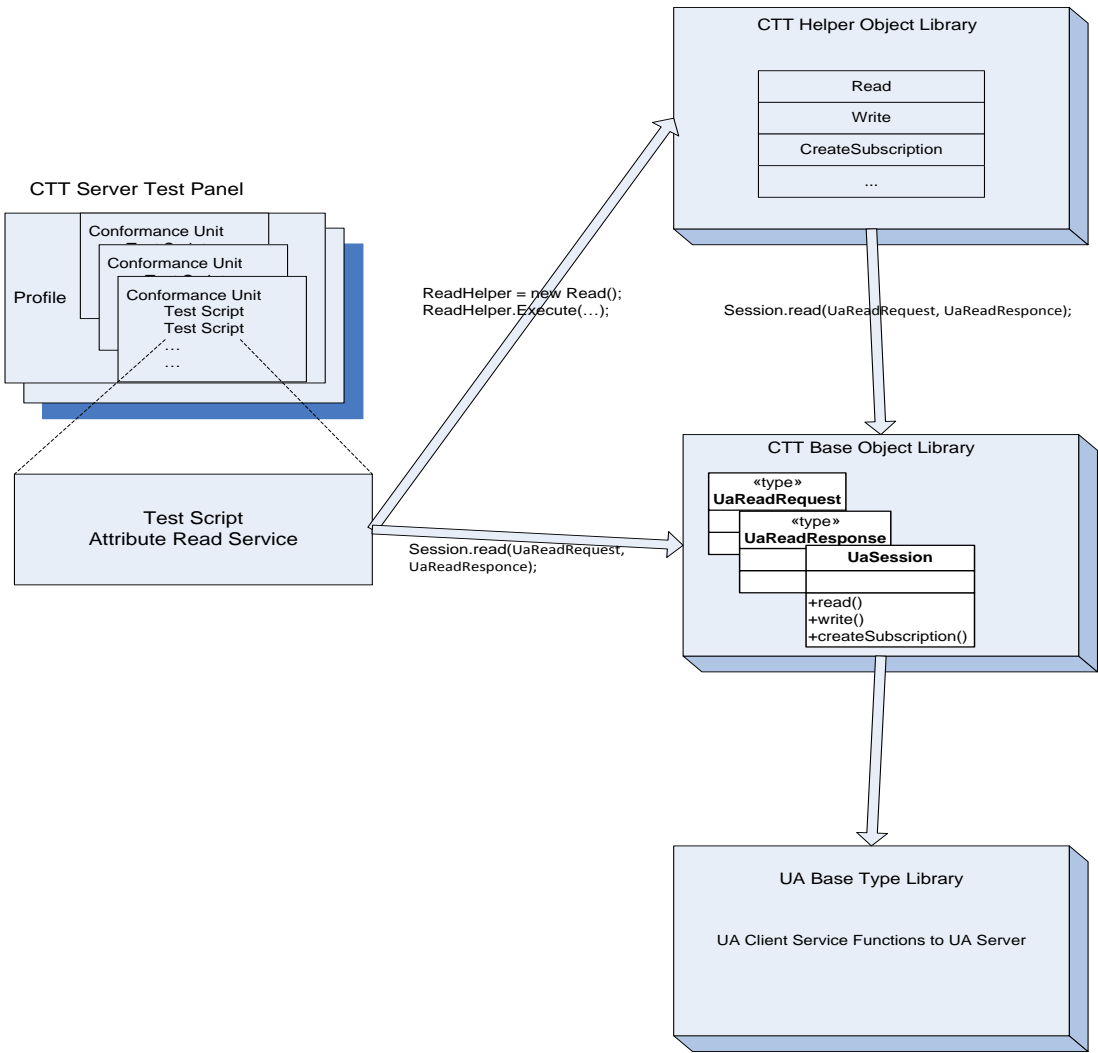 CTT Helper Object Library
Read
Write
CreateSubscription
...
CTT Server Test Panel
Profile
Conformance Unit
Conformance Unit
Conformance Unit
Test Script
Test Script
...
...
ReadHelper = new Read();
ReadHelper.Execute(…);
Session.read(UaReadRequest, UaReadResponce);
Test Script
Attribute Read Service
Session.read(UaReadRequest,
UaReadResponce);
CTT Base Object Library
«type»
UaReadRequest
«type»
UaReadResponse
UaSession
+read()
+write()
+createSubscription()
UA Base Type Library
UA Client Service Functions to UA Server